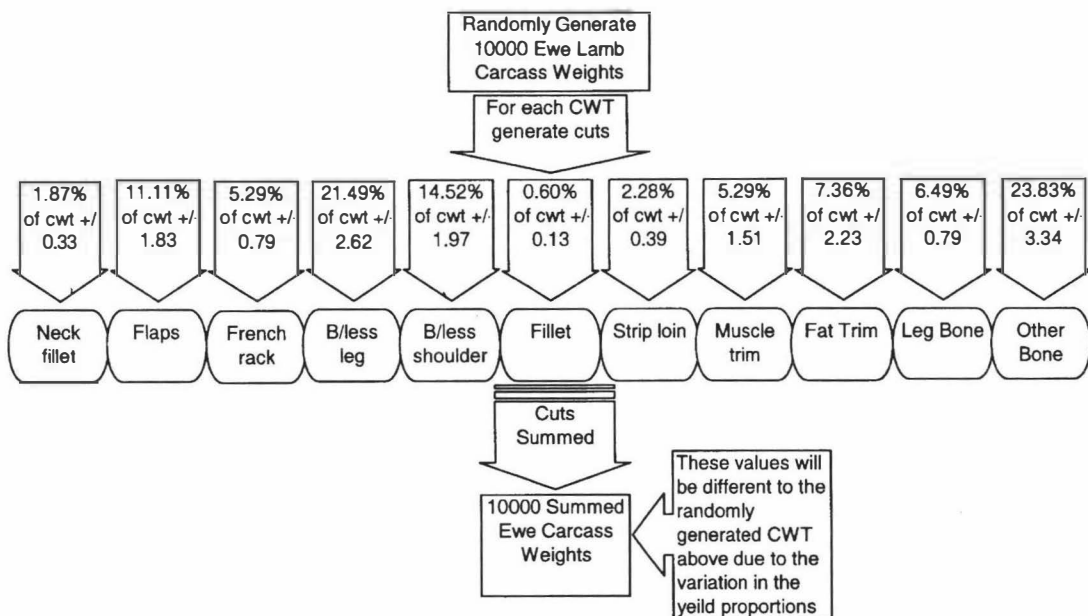 Randomly Generate
10000 Ewe Lamb
Carcass Weights
For each CWT
generate cuts
1.87%
of cwt +/
0.33
11.11%
of cwt +/-
1.83
5.29%
of cwt +/
0.79
21.49%
of cwt +/
2.62
14.52%
of cwt +/-
1.97
0.60%
of cwt +/
0.13
2.28%
of cwt +/
0.39
5.29%
of cwt +/-
1.51
7.36%
of cwt +/
2.23
6.49%
of cwt +/-
0.79
23.83%
of cwt +/-
3.34
Neck
fillet
Flaps
French
rack
B/less
leg
B/less
shoulder
Fillet
Strip loin
Muscle
trim
Fat Trim
Leg Bone
Other
Bone
Cuts
Summed
10000 Summed
Ewe Carcass
Weights
These values will
be different to the
randomly
generated CWT
above due to the
variation in the
yeild proportions